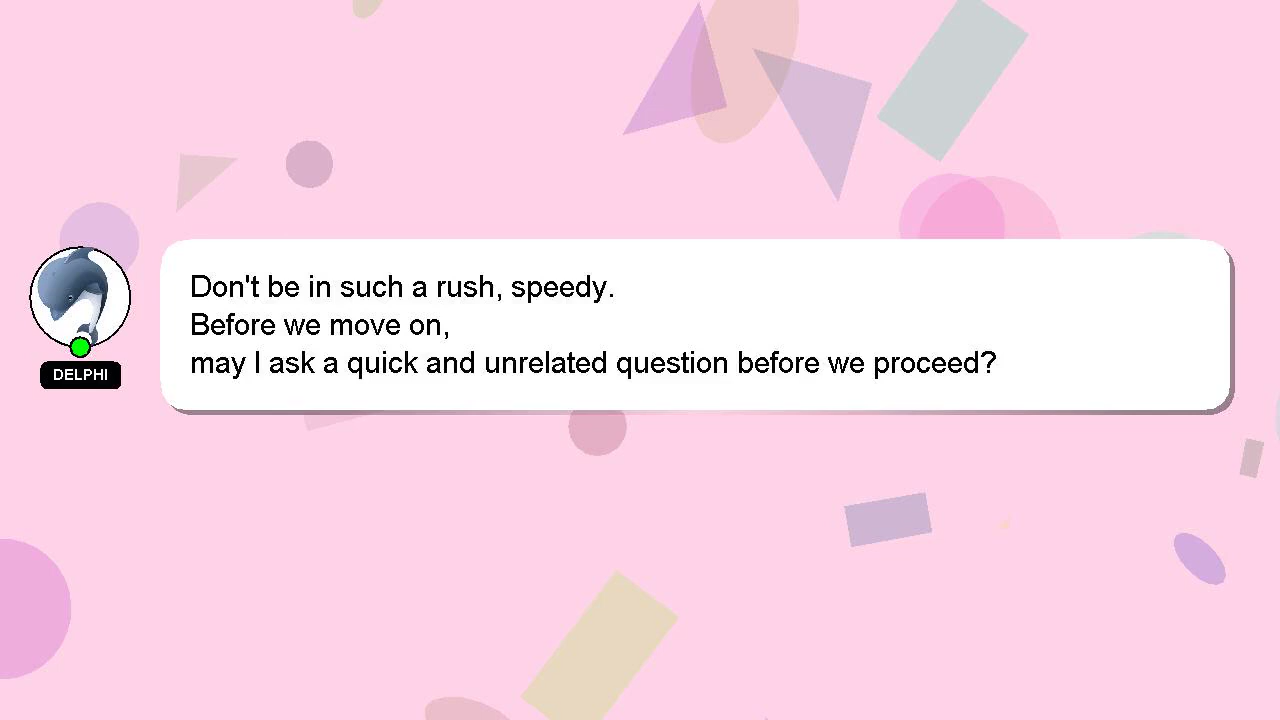 Don't be in such a rush, speedy.
Before we move on,
may I ask a quick and unrelated question before we proceed?
DELPHI